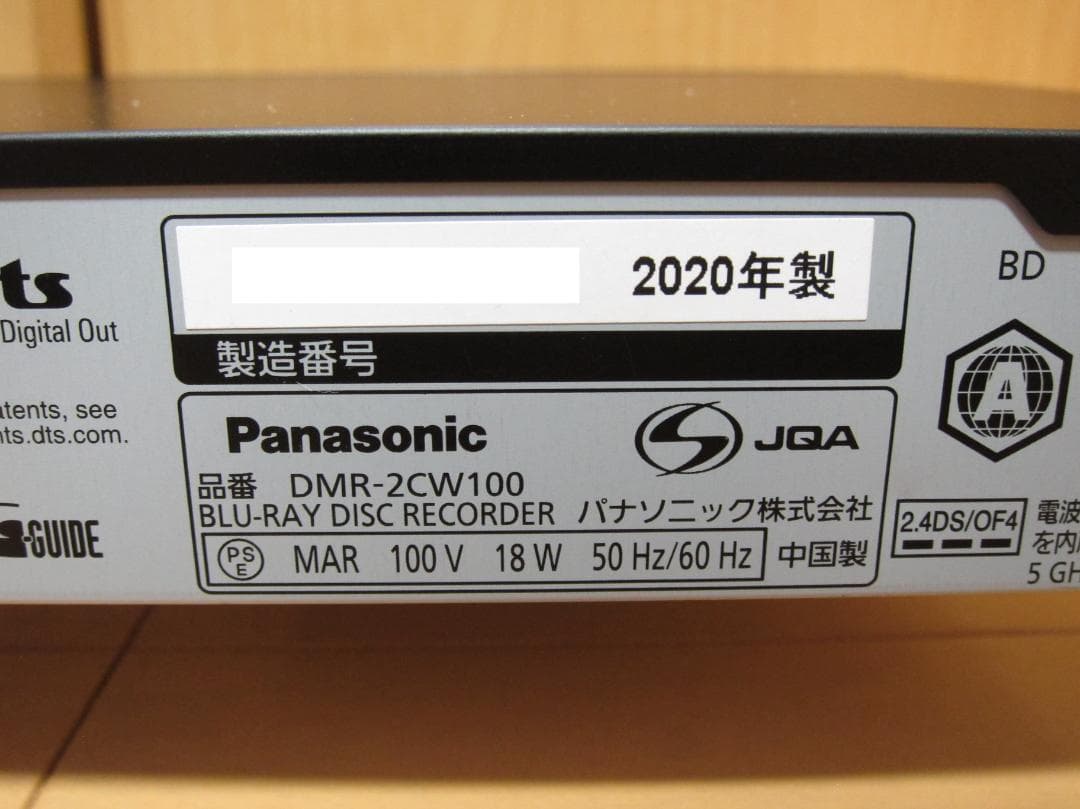 ts
Digital Out
atents, see
nts.dts.com.
G-GUIDE
2020年製
製造番号
Panasonic
JQA
品番 DMR-2CW100
BLU-RAY DISC RECORDER パナソニック株式会社
PS
E
MAR 100 V 18 W 50 Hz/60 Hz
中国製
BD
A
2.4DS/OF4
電波
を内
5 GH